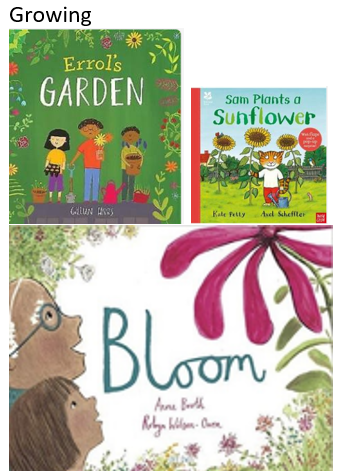 Growing
Errol's
GARDEN
GILLIAN HIBBS
Sam Plants a
Sunflower
Kate Petty
Axel Scheffler
Bloom
Anne Booth
Robyn Wilson-Owen